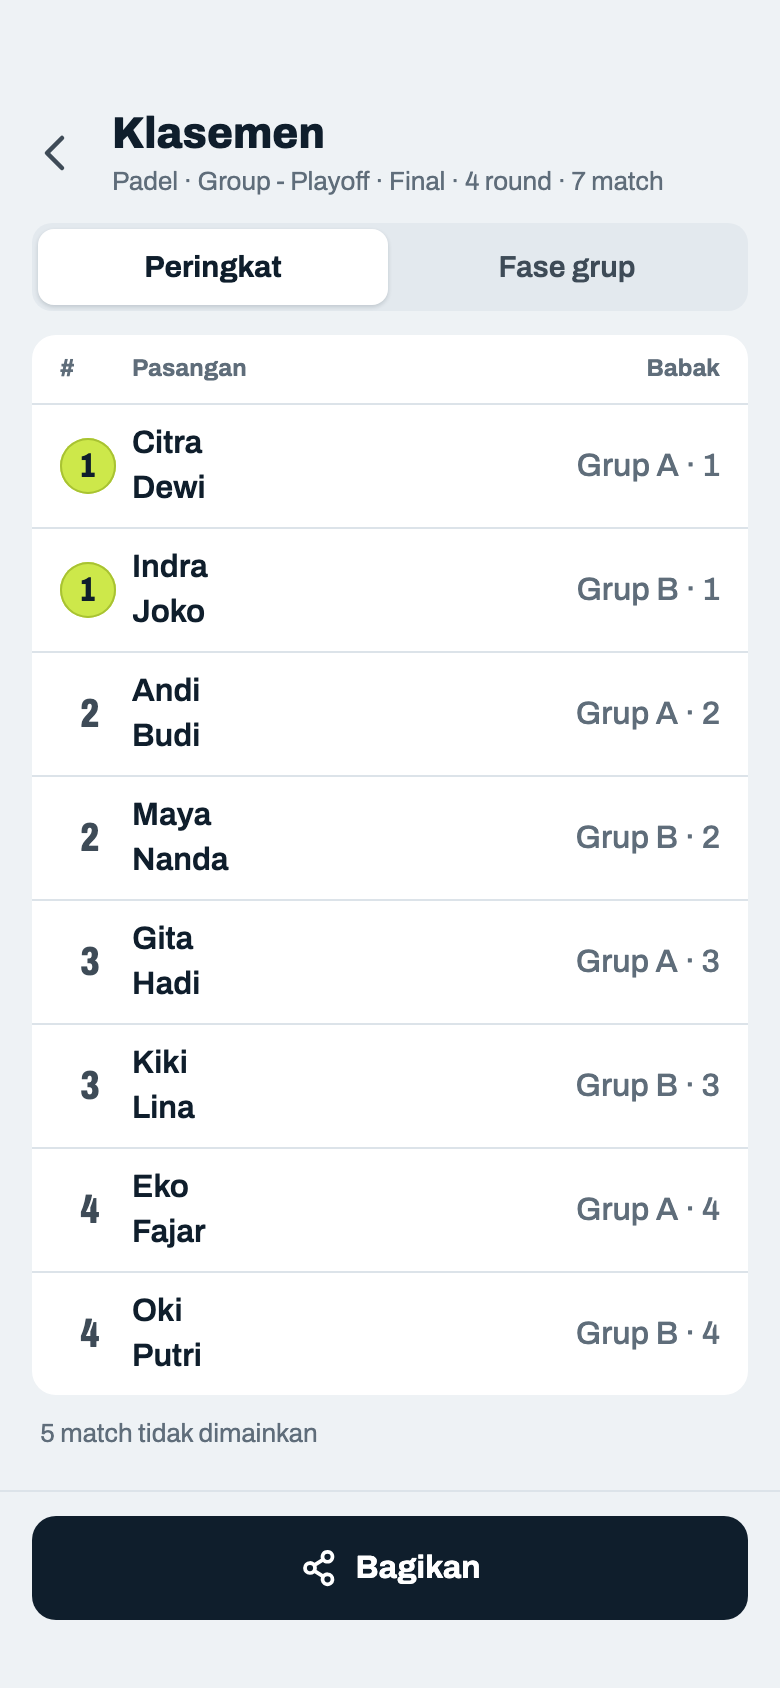 Klasemen
Padel · Group - Playoff · Final · 4 round · 7 match
Peringkat
Fase grup
# Pasangan Babak
1 Citra Dewi Grup A · 1
1 Indra Joko Grup B · 1
2 Andi Budi Grup A · 2
2 Maya Nanda Grup B · 2
3 Gita Hadi Grup A · 3
3 Kiki Lina Grup B · 3
4 Eko Fajar Grup A · 4
4 Oki Putri Grup B · 4
5 match tidak dimainkan
Bagikan